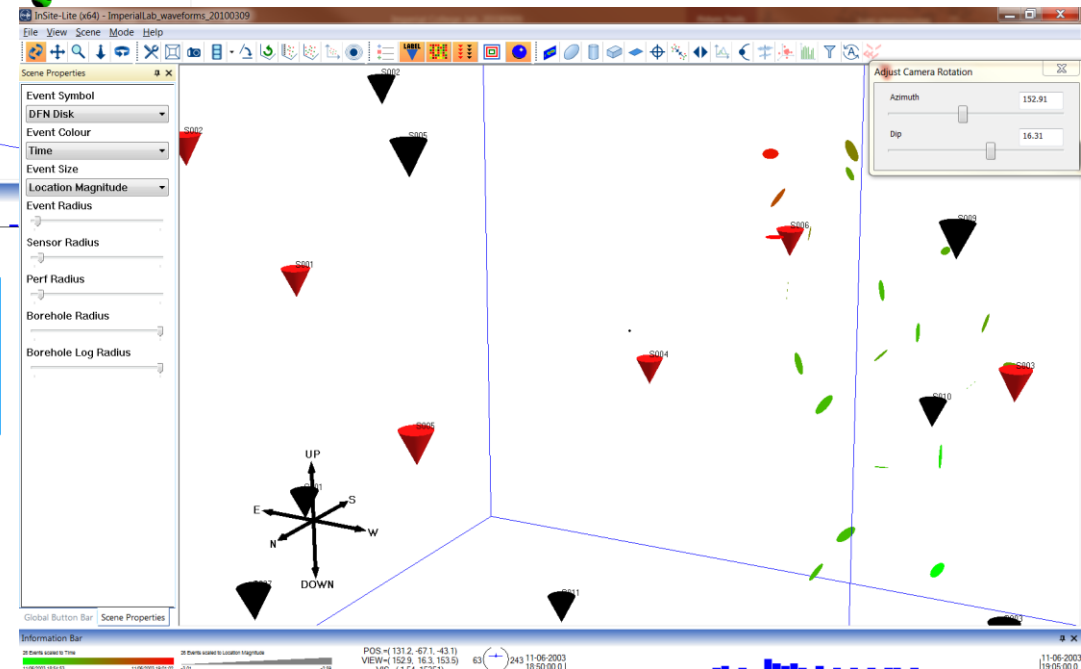 InSite-Lite (x64) - ImperialLab_waveforms_20100309
File View Scene Mode Help
LABEL
Scene Properties
Event Symbol
DFN Disk
Event Colour
Time
Event Size
Location Magnitude
Event Radius
Sensor Radius
Perf Radius
Borehole Radius
Borehole Log Radius
Global Button Bar Scene Properties
Adjust Camera Rotation
Azimuth 152.91
Dip 16.31
S002
S005
S002
S009
S006
S001
S004
S003
S010
S005
UP
S
E
W
N
DOWN
S011
Information Bar
26 Events scaled to Time
26 Events scaled to Location Magnitude
POS.=( 131.2, -67.1, -43.1)
VIEW=( 152.9, 16.3, 153.5)
63
243
11-06-2003
18:50:00.0
11-06-2003